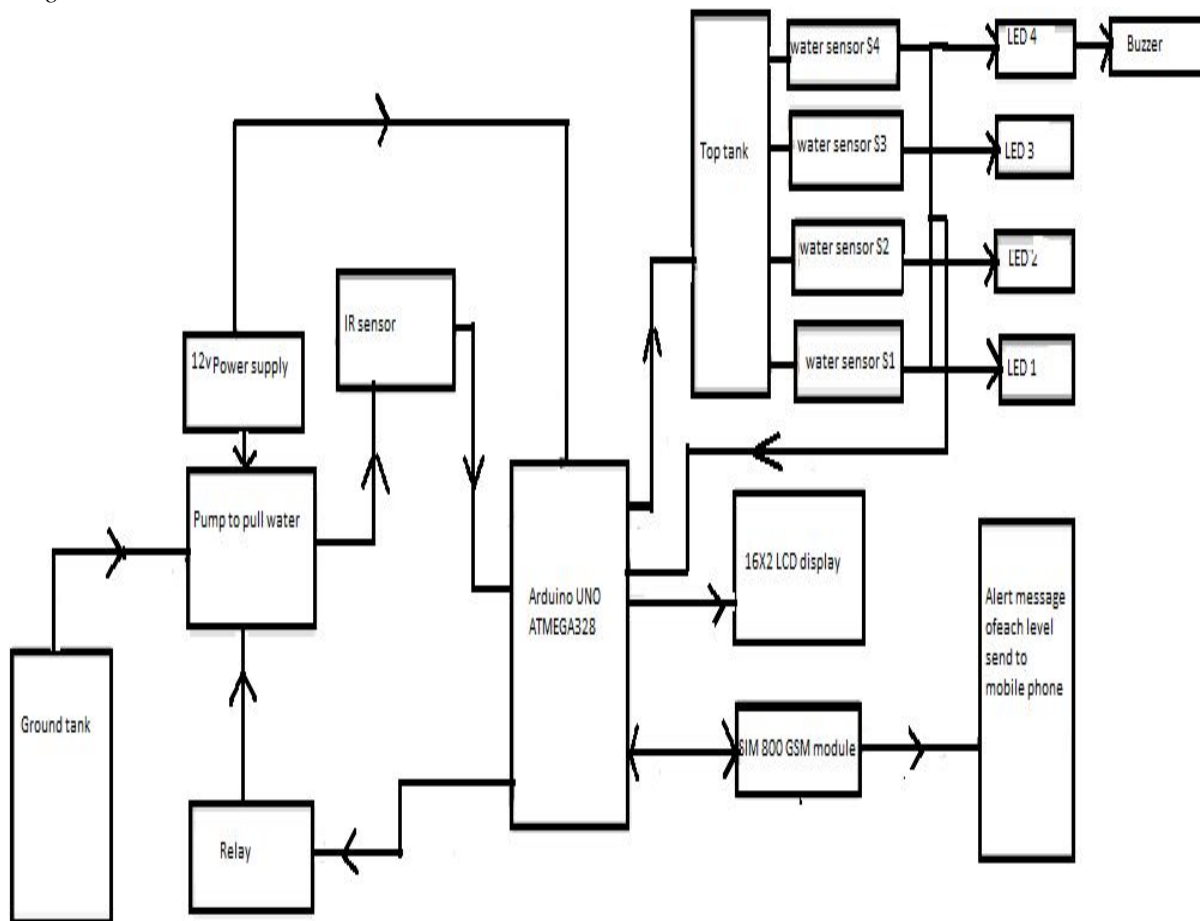 water sensor S4
LED 4
Buzzer
Top tank
water sensor S3
LED 3
water sensor S2
LED 2
water sensor S1
LED 1
IR sensor
12v Power supply
Pump to pull water
Ground tank
Relay
Arduino UNO
ATMEGA328
16X2 LCD display
SIM 800 GSM module
Alert message
ofeach level
send to
mobile phone